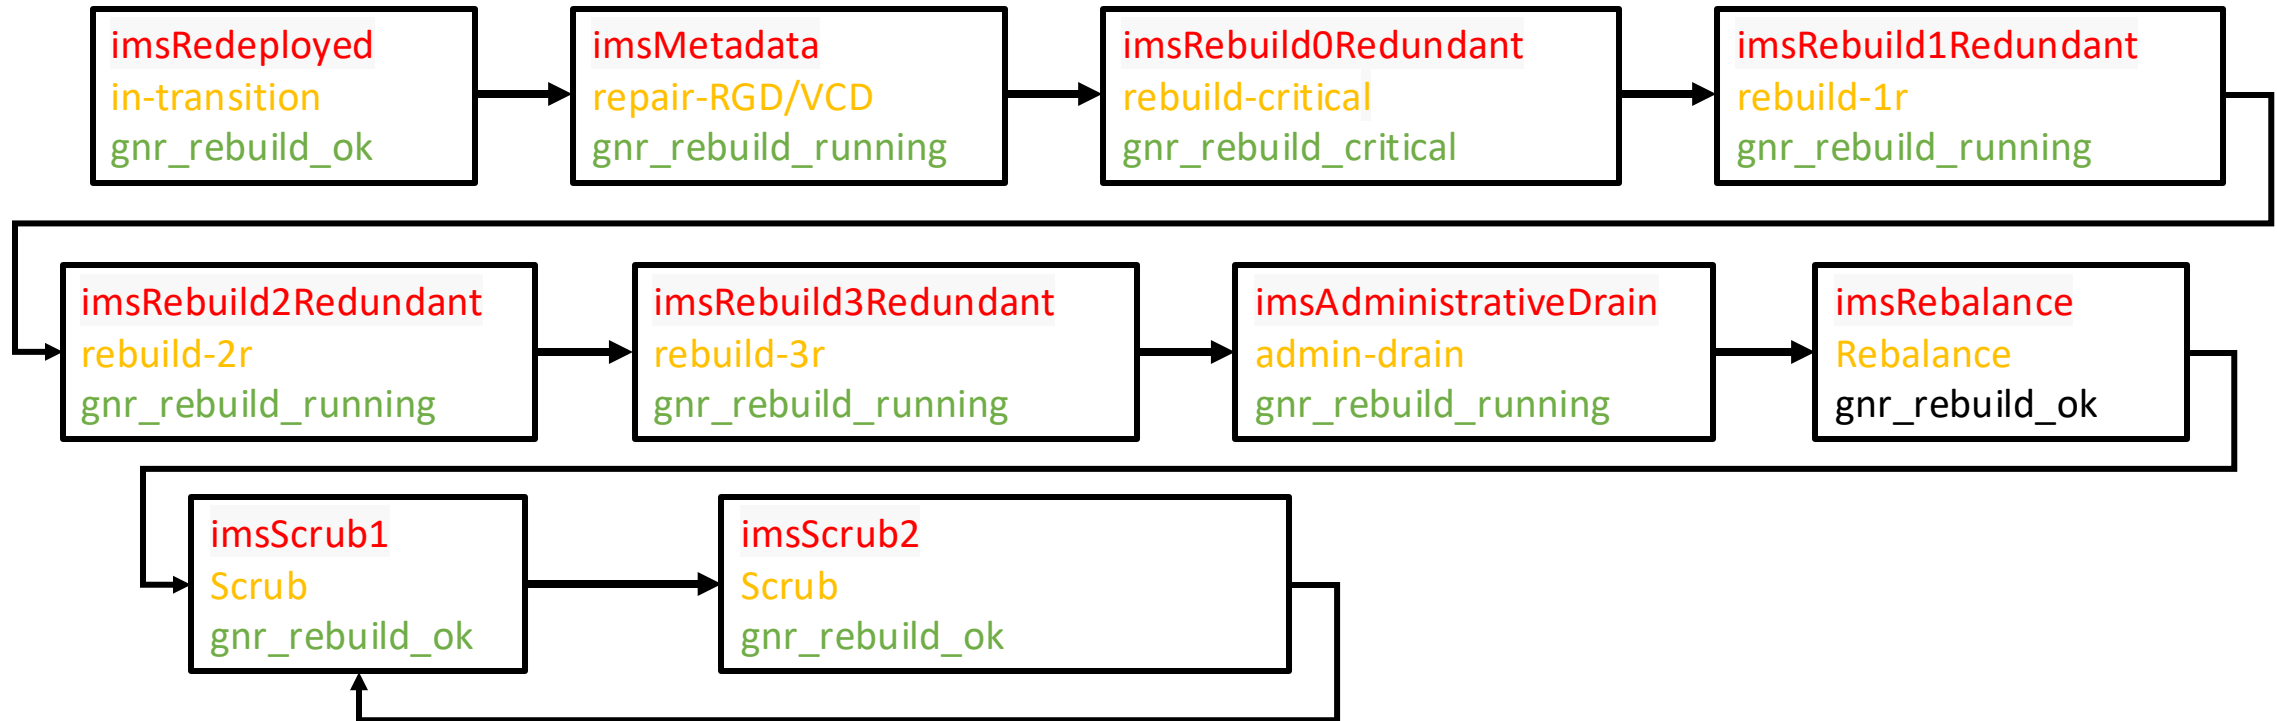 imsRedeployed
in-transition
gnr_rebuild_ok
imsMetadata
repair-RGD/VCD
gnr_rebuild_running
imsRebuild0Redundant
rebuild-critical
gnr_rebuild_critical
imsRebuild1Redundant
rebuild-1r
gnr_rebuild_running
imsRebuild2Redundant
rebuild-2r
gnr_rebuild_running
imsRebuild3Redundant
rebuild-3r
gnr_rebuild_running
imsAdministrativeDrain
admin-drain
gnr_rebuild_running
imsRebalance
Rebalance
gnr_rebuild_ok
imsScrub1
Scrub
gnr_rebuild_ok
imsScrub2
Scrub
gnr_rebuild_ok